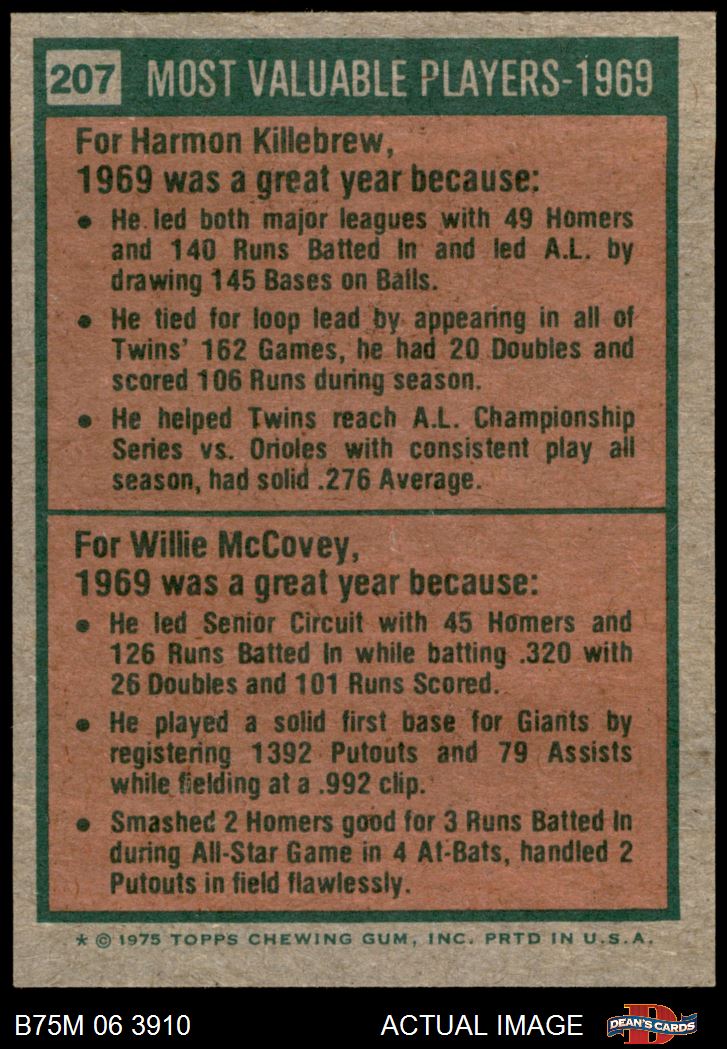 207 MOST VALUABLE PLAYERS-1969
For Harmon Killebrew,
1969 was a great year because:
• He led both major leagues with 49 Homers
and 140 Runs Batted In and led A.L. by
drawing 145 Bases on Balls.
• He tied for loop lead by appearing in all of
Twins' 162 Games, he had 20 Doubles and
scored 106 Runs during season.
• He helped Twins reach A.L. Championship
Series vs. Orioles with consistent play all
season, had solid .276 Average.
For Willie McCovey,
1969 was a great year because:
• He led Senior Circuit with 45 Homers and
126 Runs Batted In while batting .320 with
26 Doubles and 101 Runs Scored.
• He played a solid first base for Giants by
registering 1392 Putouts and 79 Assists
while fielding at a .992 clip.
• Smashed 2 Homers good for 3 Runs Batted In
during All-Star Game in 4 At-Bats, handled 2
Putouts in field flawlessly.
* © 1975 TOPPS CHEWING GUM, INC. PRTD IN U.S.A.
B75M 06 3910 ACTUAL IMAGE D DEAN'S CARDS